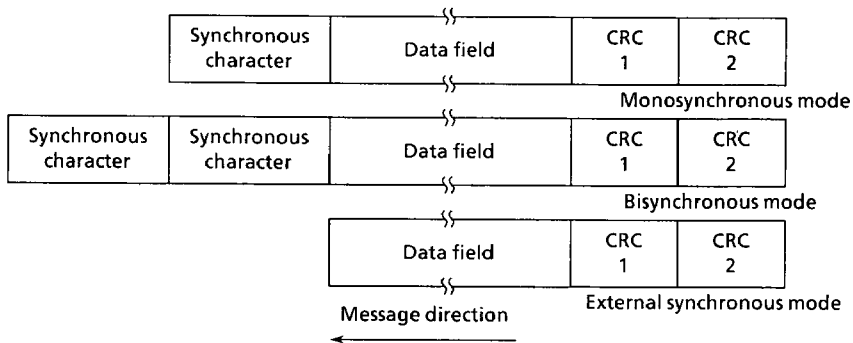 Synchronous
character
Data field
CRC
1
CRC
2
Monosynchronous mode
Synchronous
character
Synchronous
character
Data field
CRC
1
CRC
2
Bisynchronous mode
Data field
CRC
1
CRC
2
External synchronous mode
Message direction